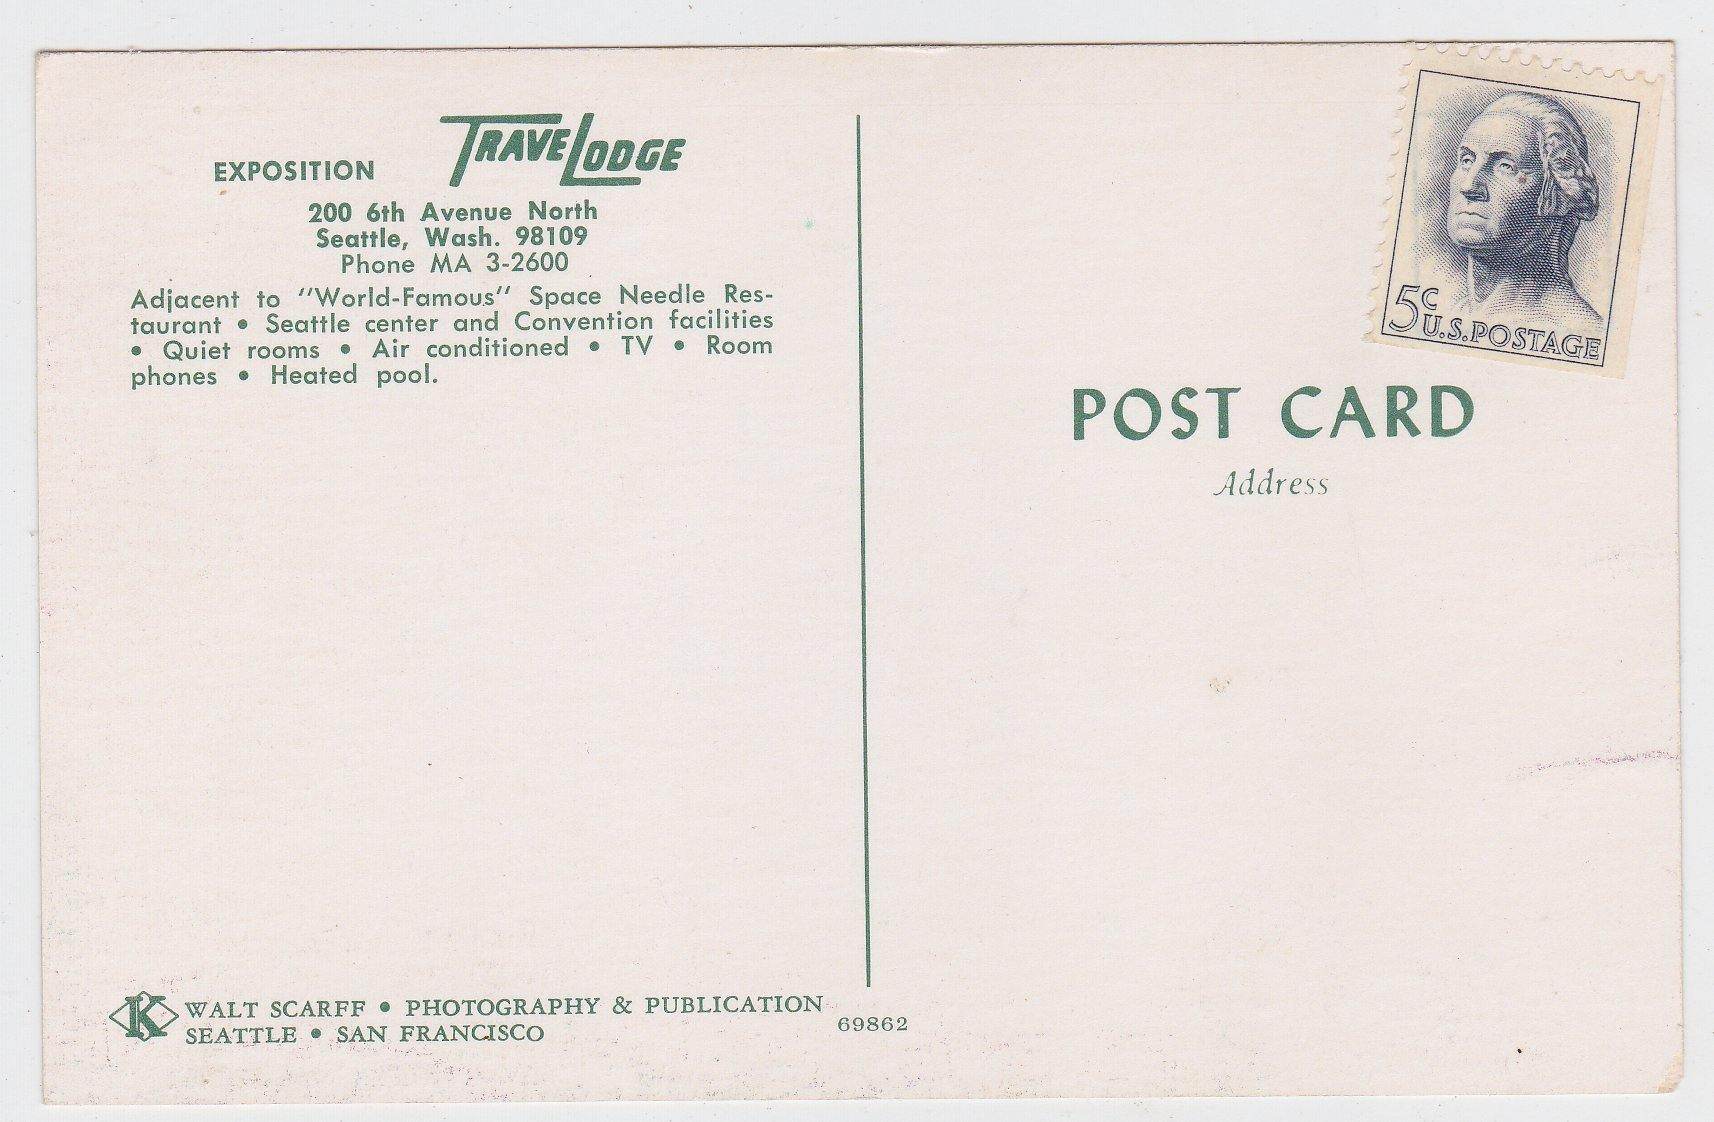 EXPOSITION TRAVELODGE
200 6th Avenue North
Seattle, Wash. 98109
Phone MA 3-2600
Adjacent to "World-Famous" Space Needle Res-
taurant • Seattle center and Convention facilities
• Quiet rooms • Air conditioned • TV • Room
phones • Heated pool.
K WALT SCARFF • PHOTOGRAPHY & PUBLICATION
SEATTLE • SAN FRANCISCO
69862
5c
U.S.POSTAGE
POST CARD
Address